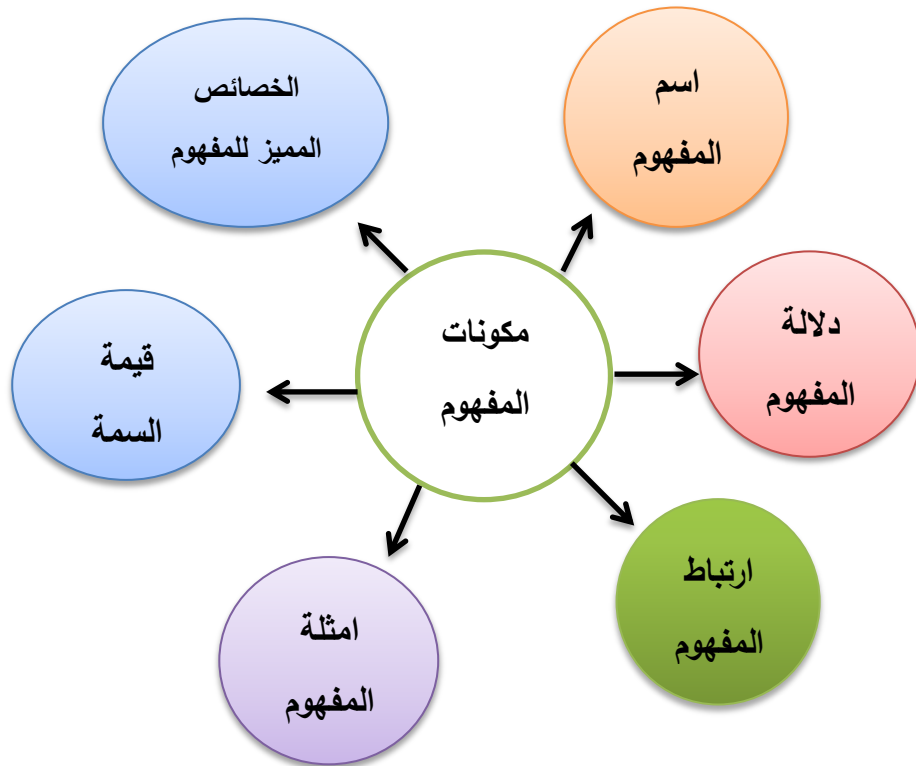 اسم
المفهوم
الخصائص
المميز للمفهوم
دلالة
المفهوم
مكونات
المفهوم
قيمة
السمة
ارتباط
المفهوم
امثلة
المفهوم